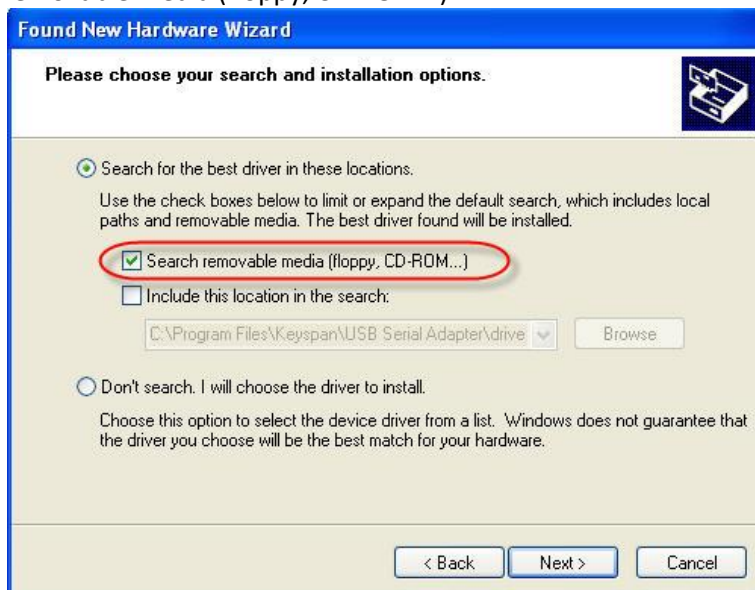 Found New Hardware Wizard
Please choose your search and installation options.
Search for the best driver in these locations.
Use the check boxes below to limit or expand the default search, which includes local
paths and removable media. The best driver found will be installed.
Search removable media (floppy, CD-ROM...)
Include this location in the search:
C:\Program Files\Keyspan\USB Serial Adapter\drive
Browse
Don't search. I will choose the driver to install.
Choose this option to select the device driver from a list. Windows does not guarantee that
the driver you choose will be the best match for your hardware.
< Back Next > Cancel